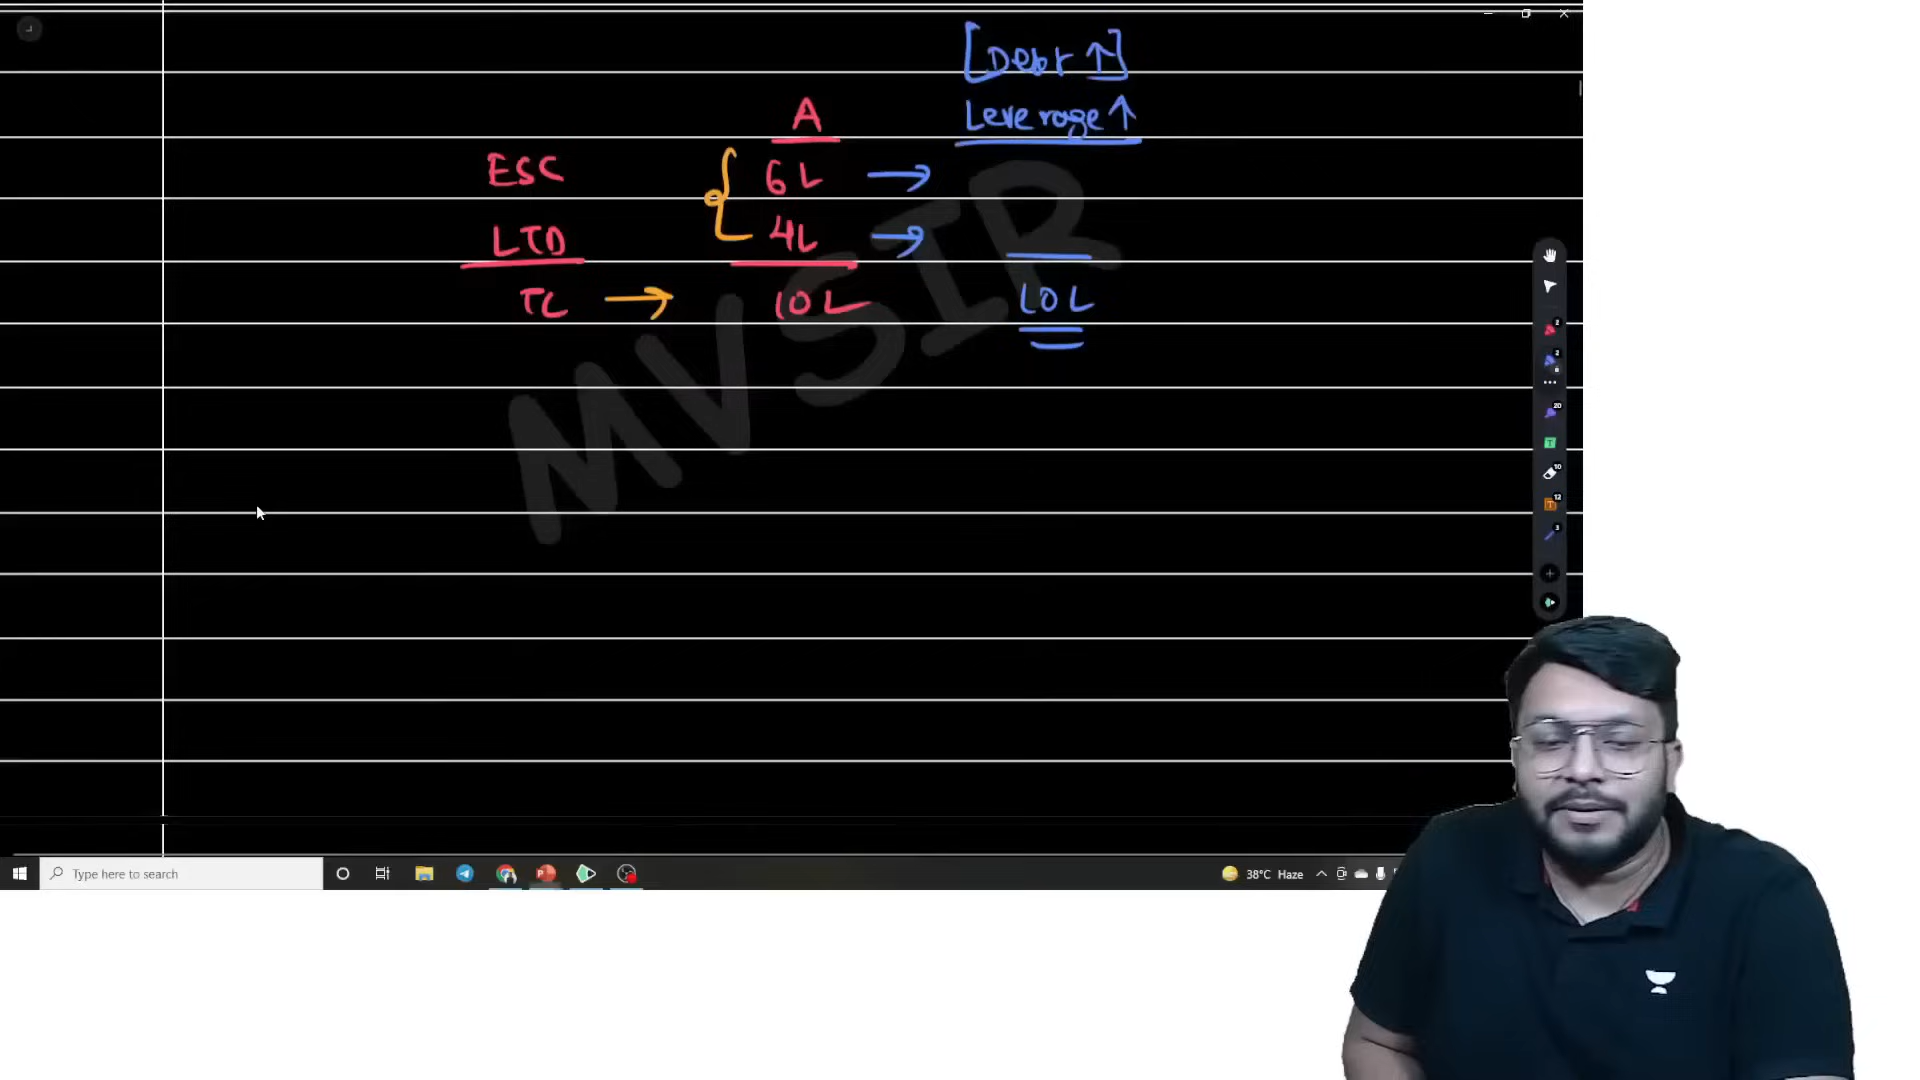 [Debt ↑]
A
Leverage ↑
ESC
6L →
LTD
4L →
TC →
10L
10L
MVSIR
Type here to search
38°C Haze